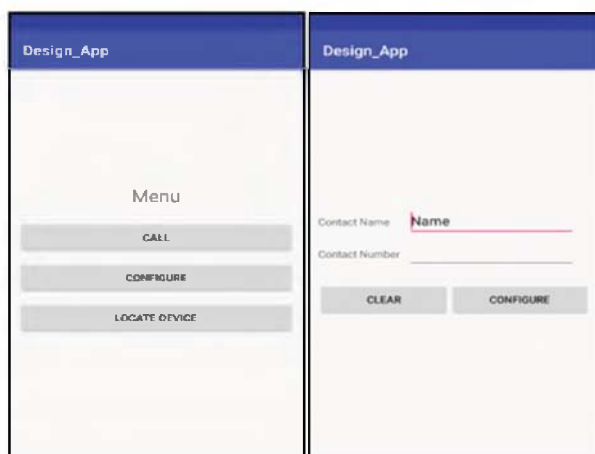 Design_App
Menu
CALL
CONFIGURE
LOCATE DEVICE
Design_App
Contact Name Name
Contact Number
CLEAR CONFIGURE